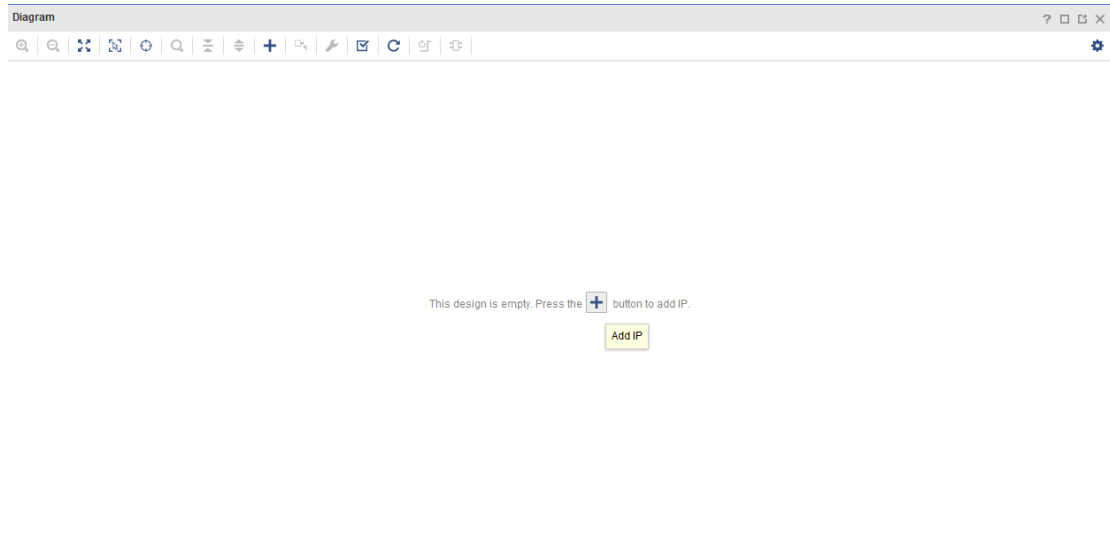 Diagram
This design is empty. Press the button to add IP.
Add IP